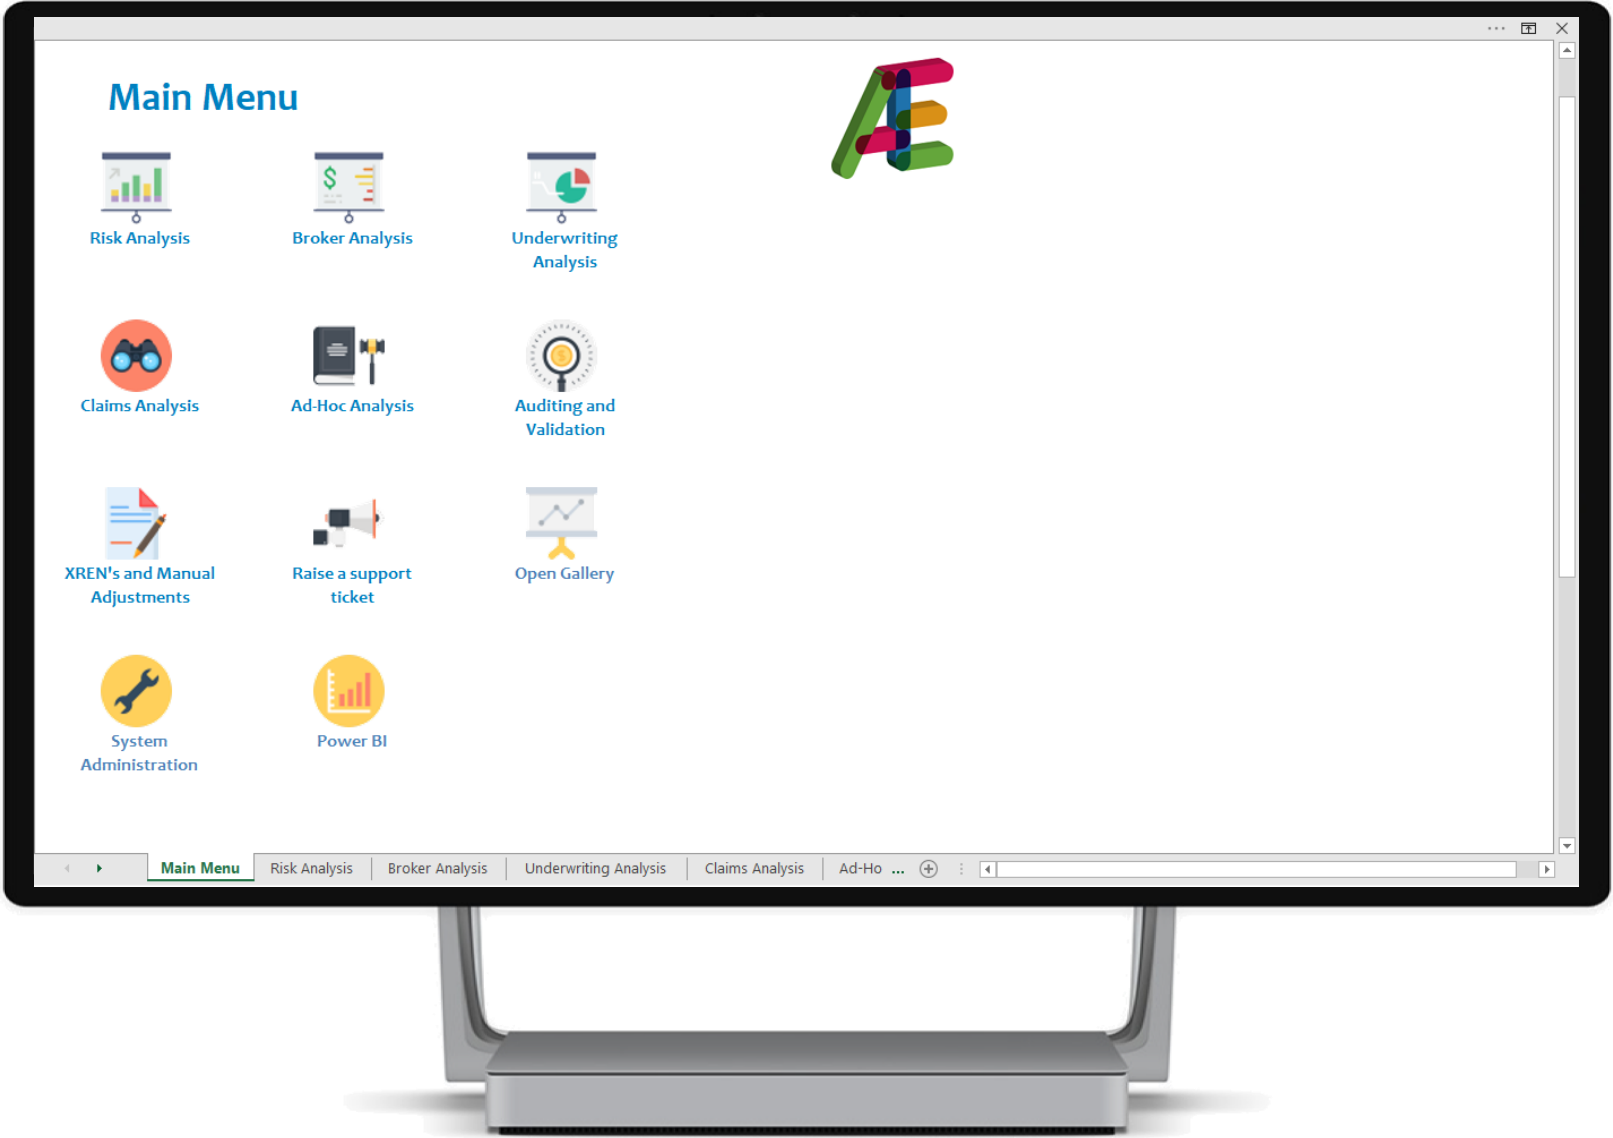 Main Menu
Risk Analysis
Broker Analysis
Underwriting
Analysis
Claims Analysis
Ad-Hoc Analysis
Auditing and
Validation
XREN's and Manual
Adjustments
Raise a support
ticket
Open Gallery
System
Administration
Power BI
Main Menu Risk Analysis Broker Analysis Underwriting Analysis Claims Analysis Ad-Ho ...